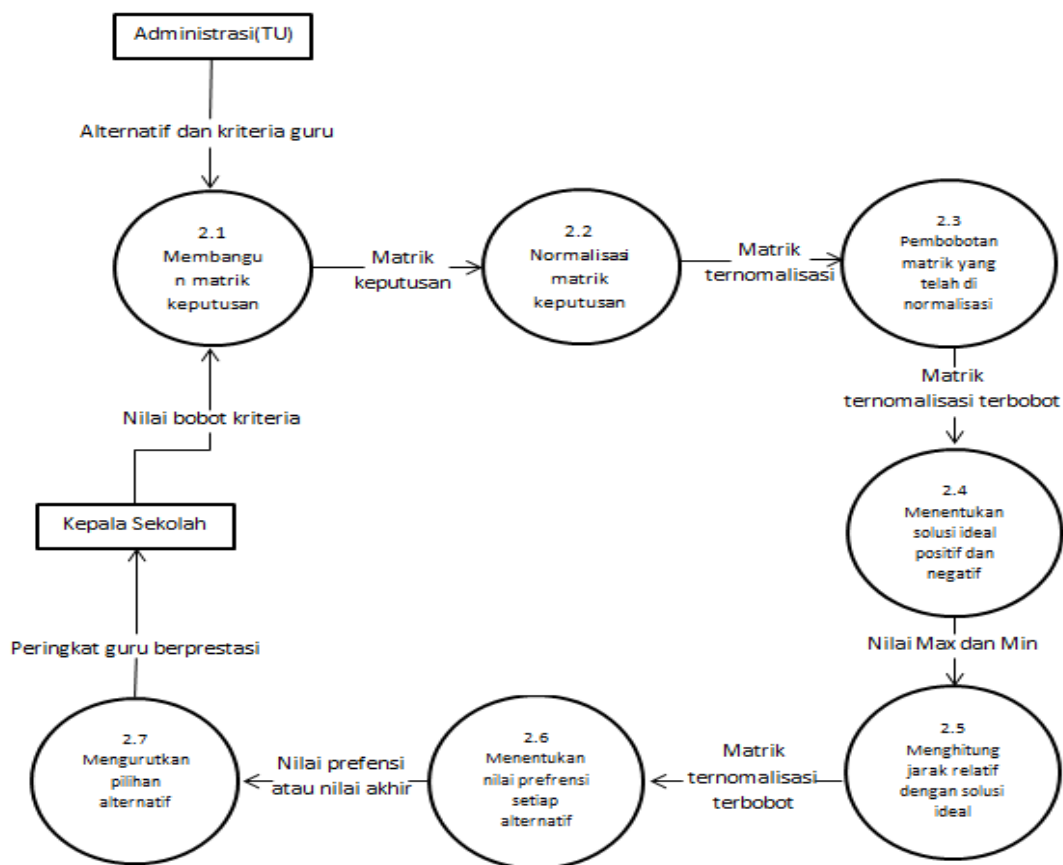 Administrasi(TU)
Alternatif dan kriteria guru
2.1
Membangu
n matrik
keputusan
Matrik
keputusan
2.2
Normalisasi
matrik
keputusan
Matrik
ternomalisasi
2.3
Pembobotan
matrik yang
telah di
normalisasi
Matrik
ternomalisasi terbobot
Nilai bobot kriteria
2.4
Menentukan
solusi ideal
positif dan
negatif
Kepala Sekolah
Nilai Max dan Min
Peringkat guru berprestasi
2.5
Menghitung
jarak relatif
dengan solusi
ideal
Matrik
ternomalisasi
terbobot
2.6
Menentukan
nilai prefrensi
setiap
alternatif
Nilai prefensi
atau nilai akhir
2.7
Mengurutkan
pilihan
alternatif